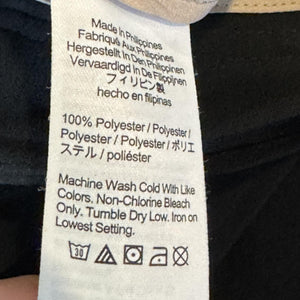 Made In Philippines
Fabriqué Aux Philippines
Hergestellt In Den Philippinen
Vervaardigd In De Filippijnen
フィリピン製
hecho en filipinas
100% Polyester / Polyester /
Polyester / Polyester / ポリエ
ステル / poliéster
Machine Wash Cold With Like
Colors. Non-Chlorine Bleach
Only. Tumble Dry Low. Iron on
Lowest Setting.
30